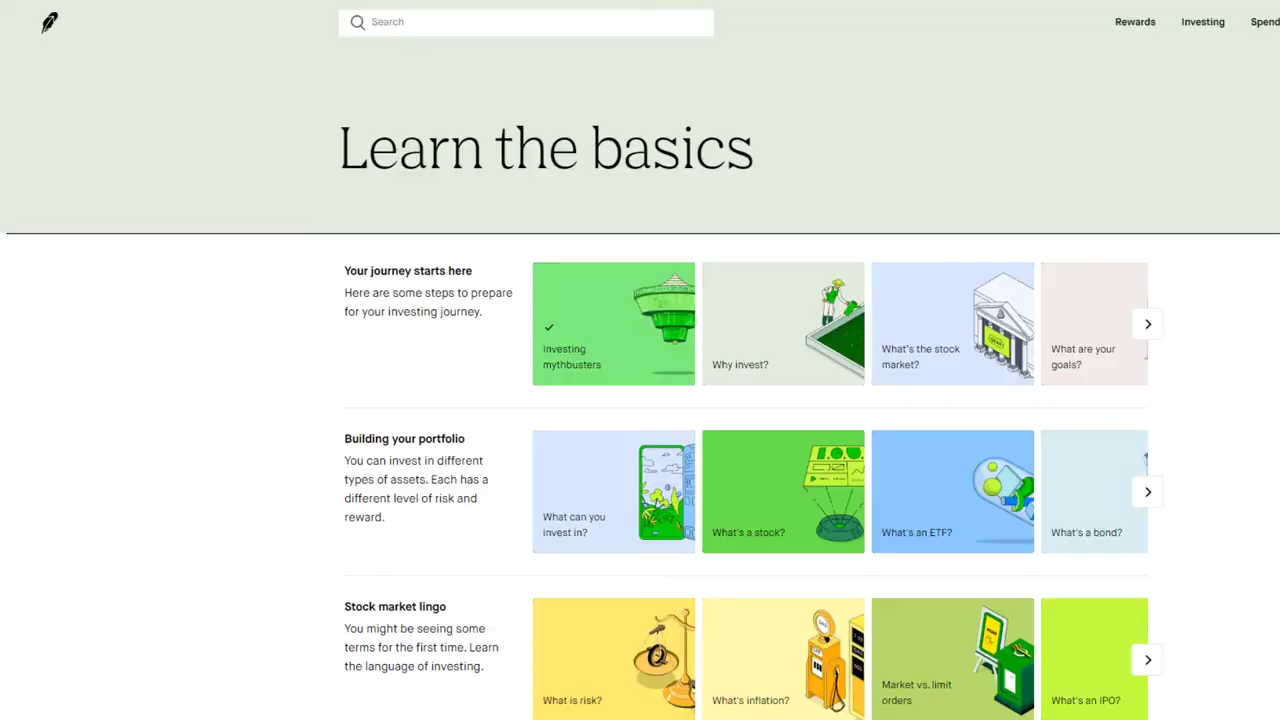 Search
Rewards
Investing
Spend
Learn the basics
Your journey starts here
Here are some steps to prepare
for your investing journey.
Investing
mythbusters
Why invest?
What's the stock
market?
What are your
goals?
Building your portfolio
You can invest in different
types of assets. Each has a
different level of risk and
reward.
What can you
invest in?
What's a stock?
What's an ETF?
What's a bond?
Stock market lingo
You might be seeing some
terms for the first time. Learn
the language of investing.
What is risk?
What's inflation?
Market vs. limit
orders
What's an IPO?